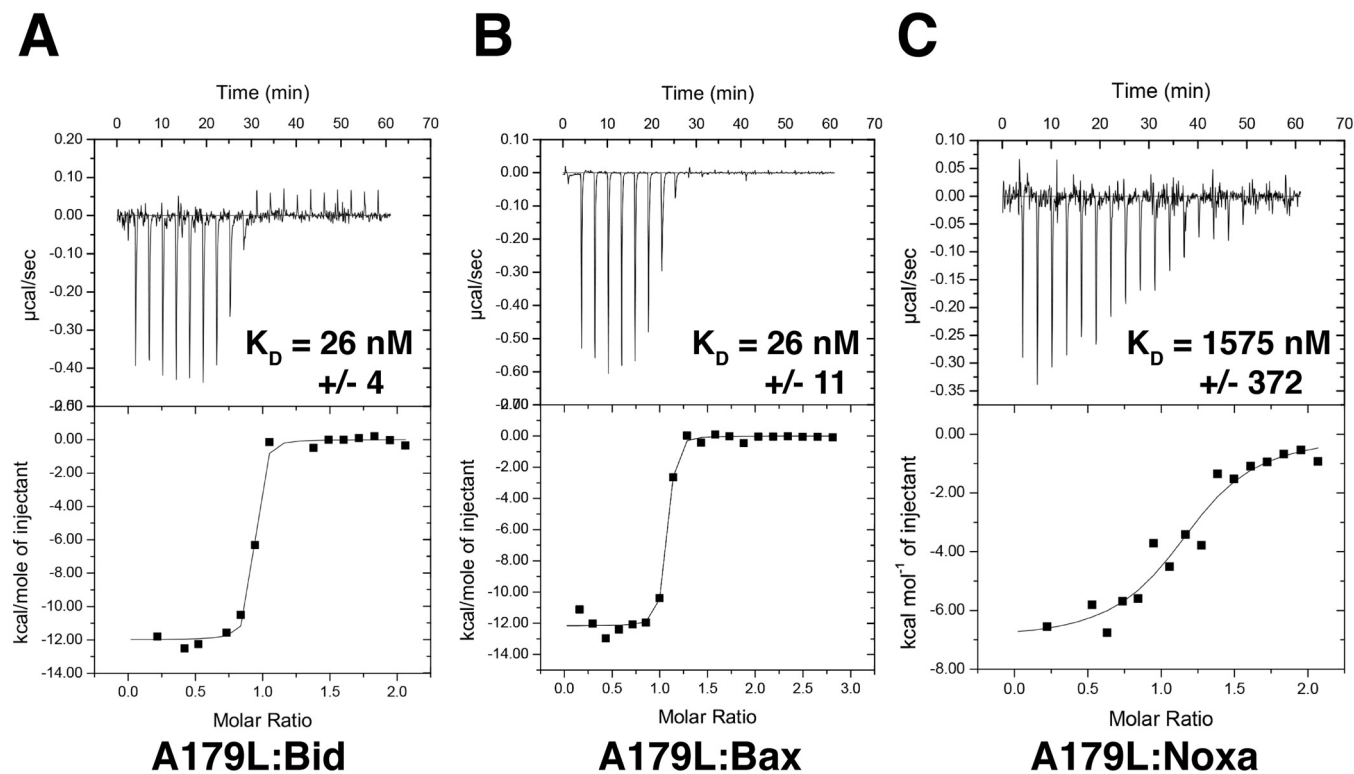 A
Time (min)
0 10 20 30 40 50 60 70
0.20
0.10
0.00
-0.10
-0.20
-0.30
-0.40
µcal/sec
K_D = 26 nM
+/- 4
0.00
-2.00
-4.00
-6.00
-8.00
-10.00
-12.00
-14.00
kcal/mole of injectant
0.0 0.5 1.0 1.5 2.0
Molar Ratio
A179L:Bid
B
Time (min)
0 10 20 30 40 50 60 70
0.10
0.00
-0.10
-0.20
-0.30
-0.40
-0.50
-0.60
µcal/sec
K_D = 26 nM
+/- 11
0.00
-2.00
-4.00
-6.00
-8.00
-10.00
-12.00
-14.00
kcal/mole of injectant
0.0 0.5 1.0 1.5 2.0 2.5 3.0
Molar Ratio
A179L:Bax
C
Time (min)
0 10 20 30 40 50 60 70
0.10
0.05
0.00
-0.05
-0.10
-0.15
-0.20
-0.25
-0.30
-0.35
µcal/sec
K_D = 1575 nM
+/- 372
0.00
-2.00
-4.00
-6.00
-8.00
kcal mol⁻¹ of injectant
0.0 0.5 1.0 1.5 2.0
Molar Ratio
A179L:Noxa